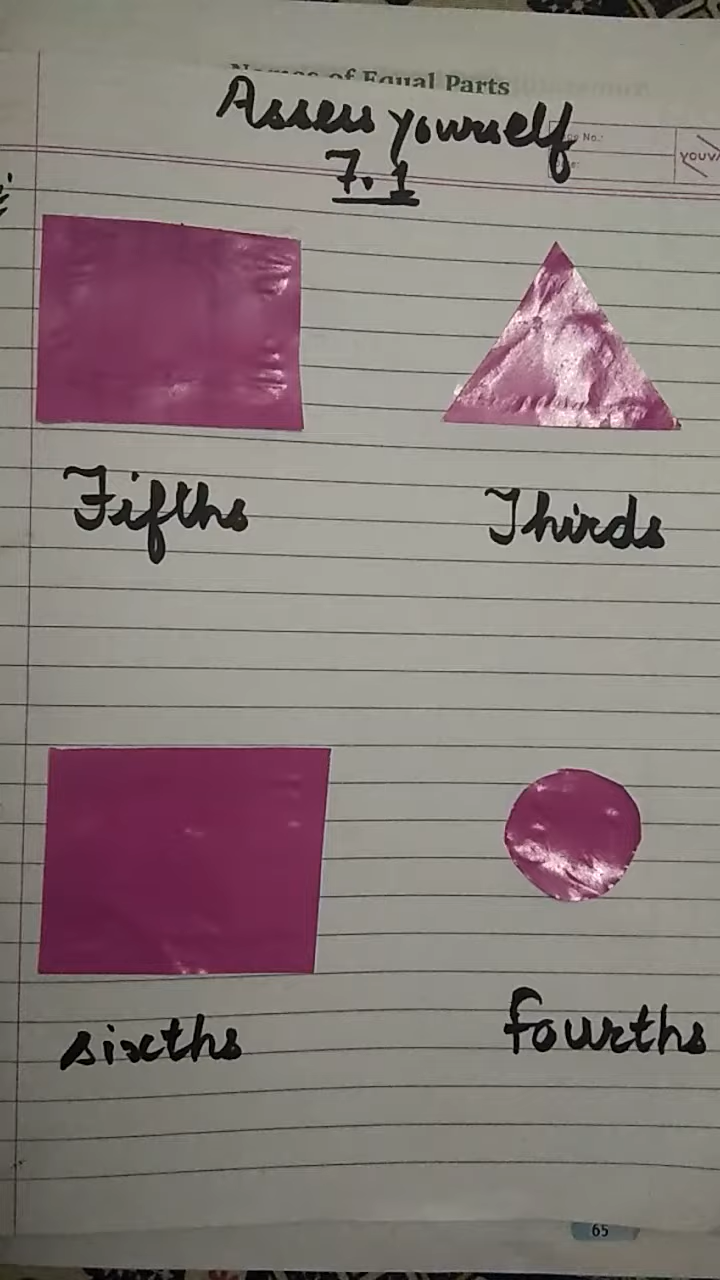 Names of Equal Parts
Assess yourself
7.1
Fifths
Thirds
sixths
fourths
65